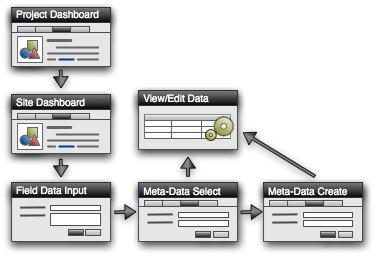 Project Dashboard
Site Dashboard
View/Edit Data
Field Data Input
Meta-Data Select
Meta-Data Create